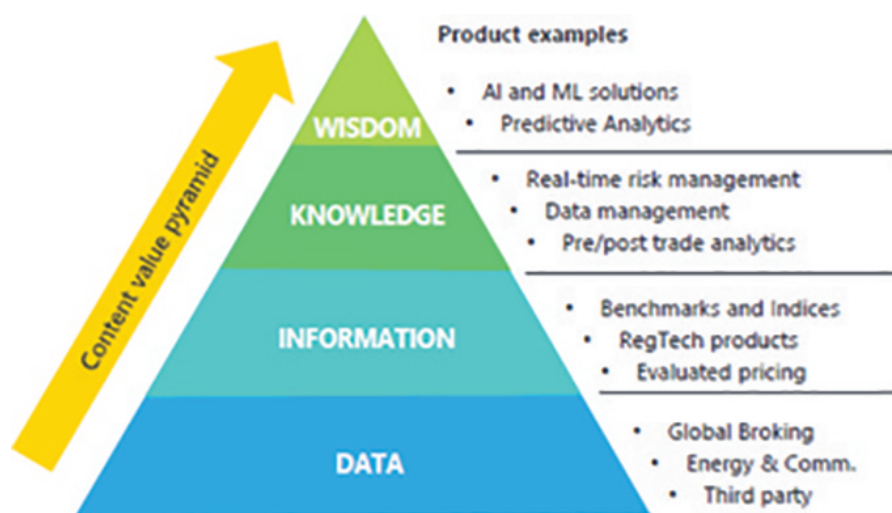 Product examples
• AI and ML solutions
• Predictive Analytics
WISDOM
• Real-time risk management
• Data management
• Pre/post trade analytics
KNOWLEDGE
• Benchmarks and Indices
• RegTech products
• Evaluated pricing
INFORMATION
• Global Broking
• Energy & Comm.
• Third party
DATA
Content value pyramid